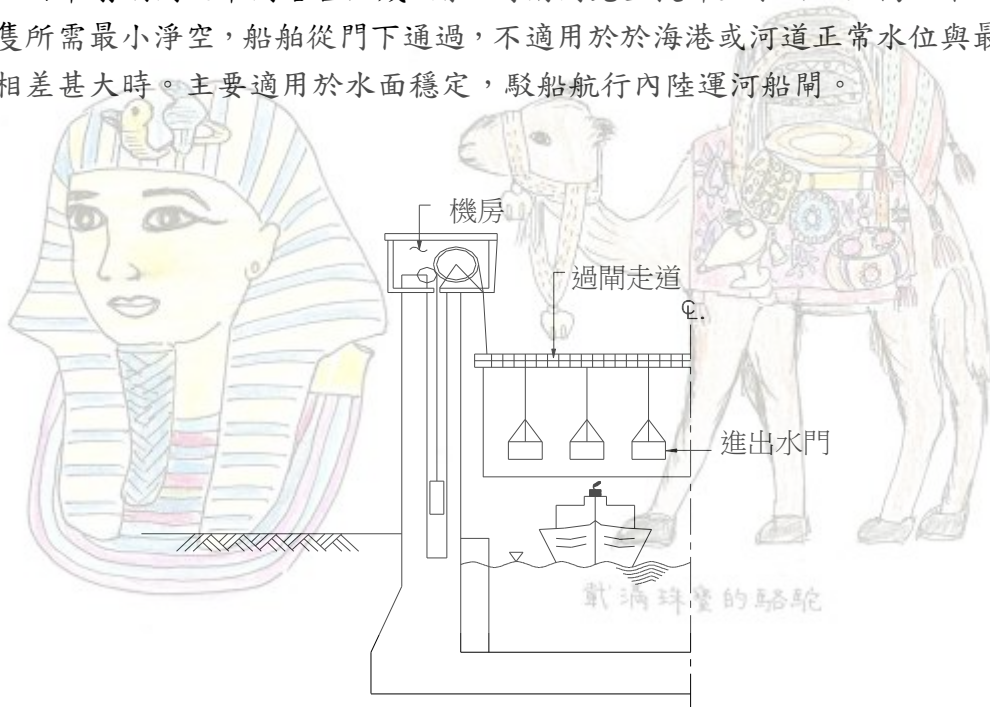 隻所需最小淨空，船舶從門下通過，不適用於於海港或河道正常水位與最
相差甚大時。主要適用於水面穩定，駁船航行內陸運河船閘。
機房
過閘走道
℄.
進出水門
戴滿珠寶的駱駝